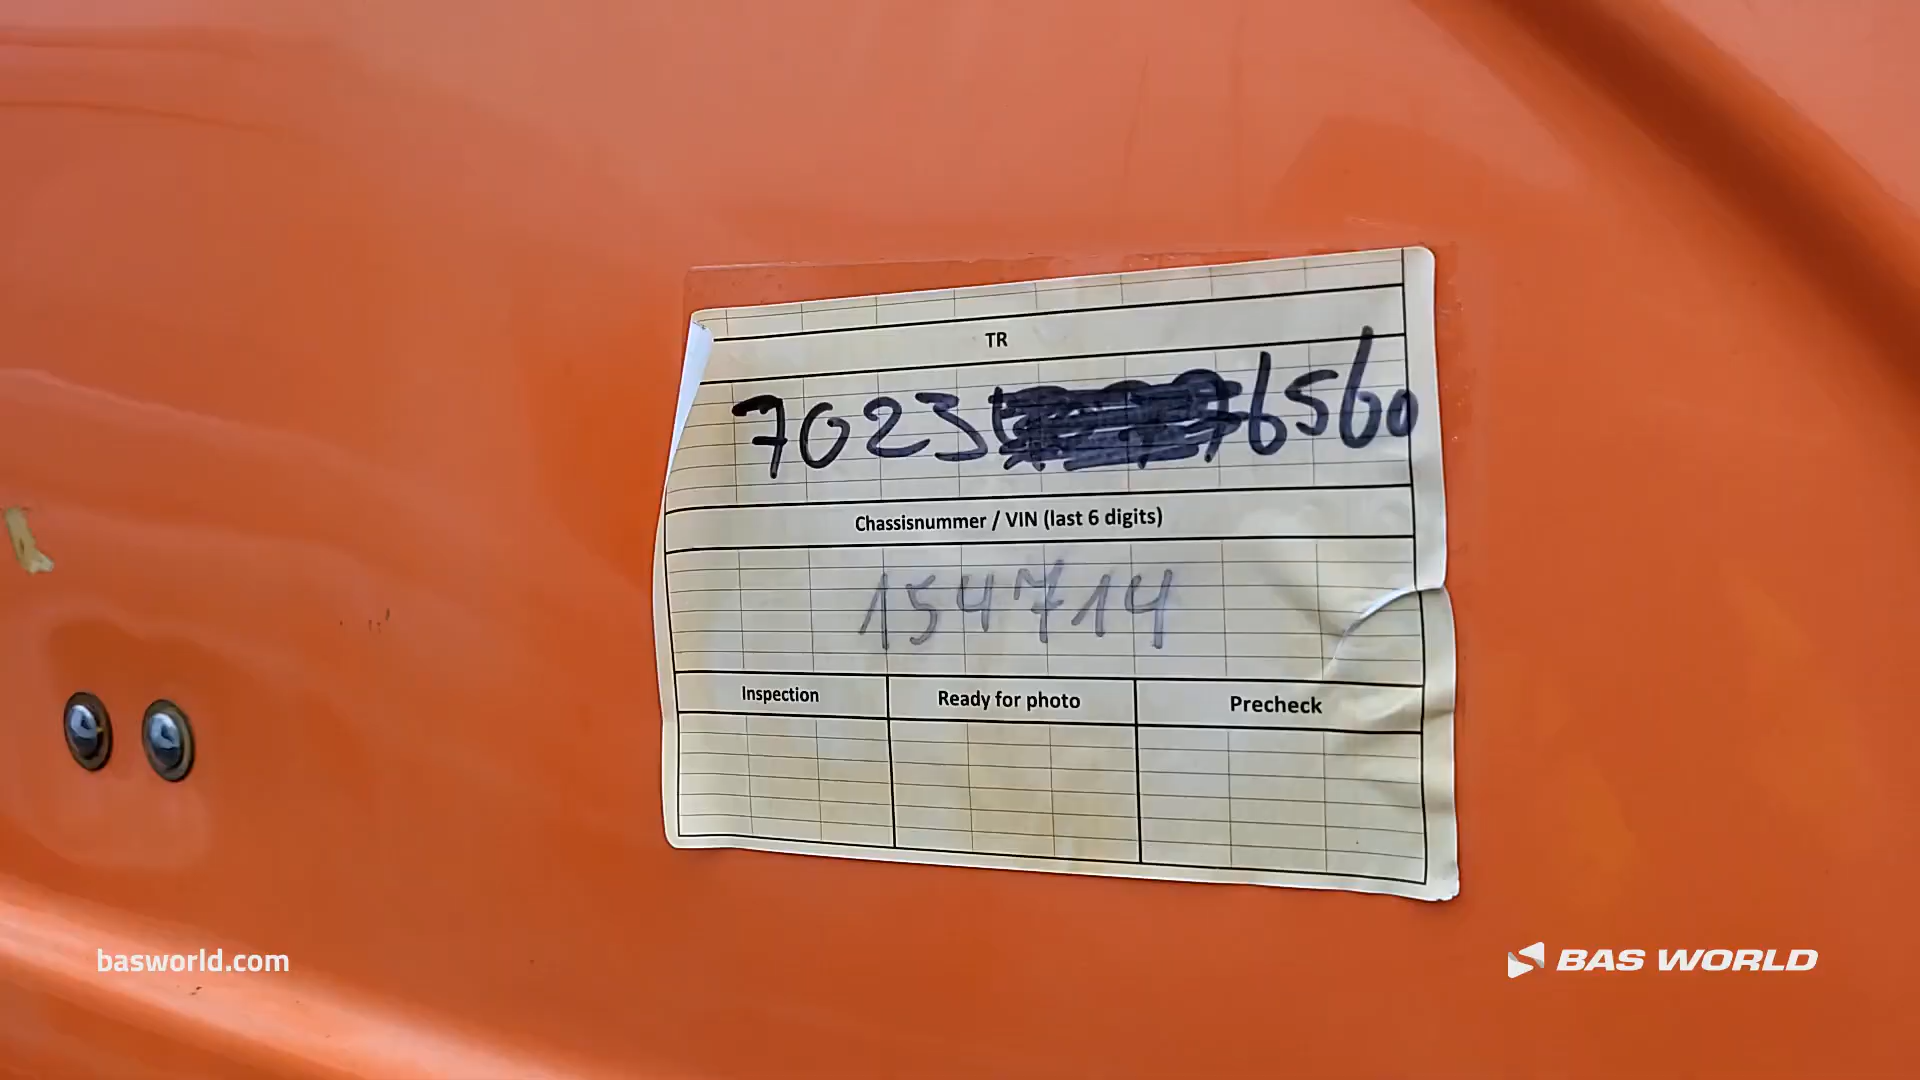 TR
7023 6560
Chassisnummer / VIN (last 6 digits)
154714
Inspection Ready for photo Precheck
basworld.com BAS WORLD